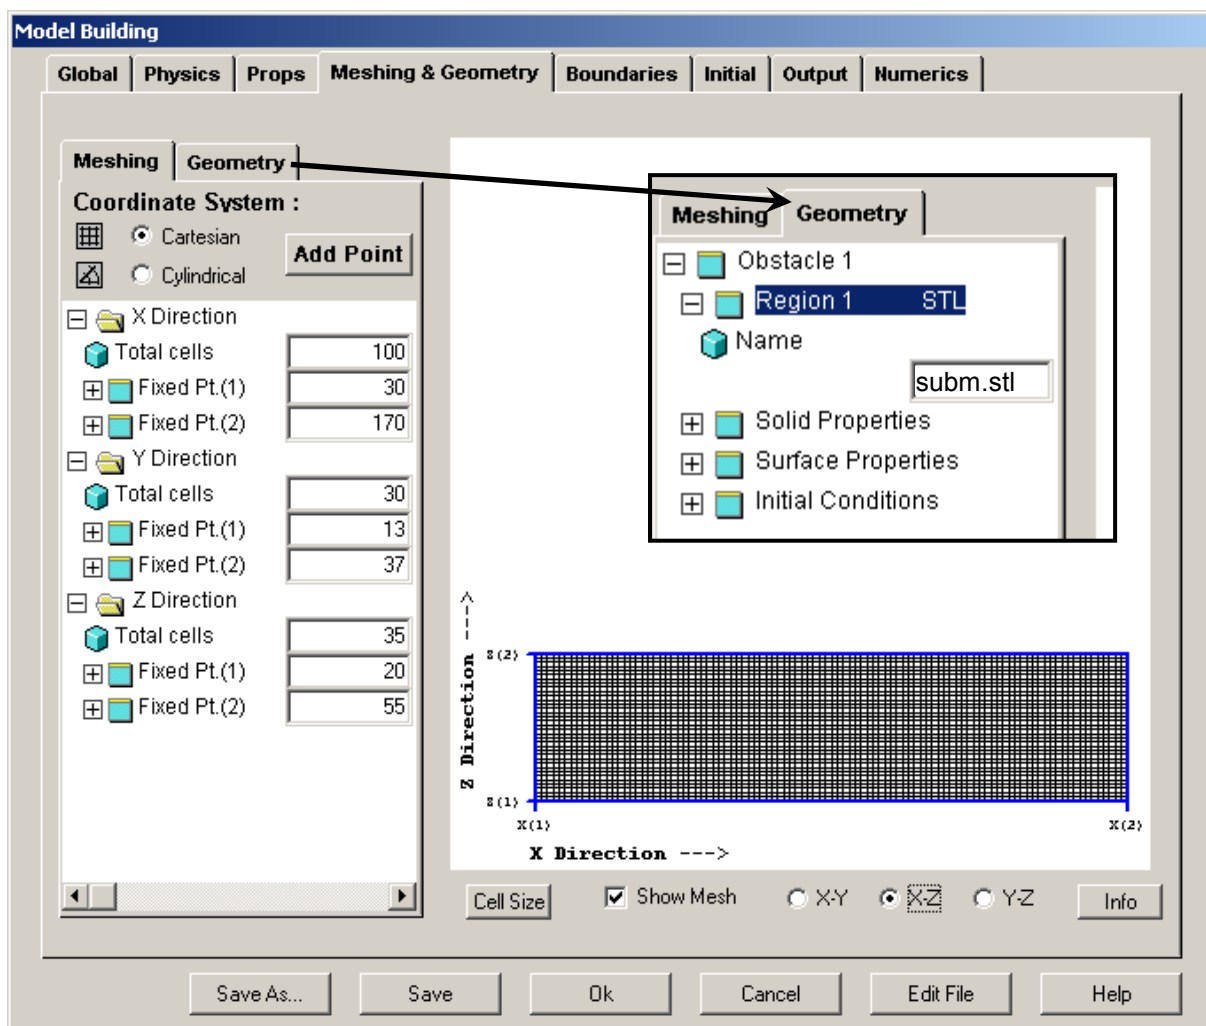 Model Building
Global Physics Props Meshing & Geometry Boundaries Initial Output Numerics
Meshing Geometry
Coordinate System :
Cartesian
Cylindrical
Add Point
X Direction
Total cells 100
Fixed Pt.(1) 30
Fixed Pt.(2) 170
Y Direction
Total cells 30
Fixed Pt.(1) 13
Fixed Pt.(2) 37
Z Direction
Total cells 35
Fixed Pt.(1) 20
Fixed Pt.(2) 55
Meshing Geometry
Obstacle 1
Region 1 STL
Name
subm.stl
Solid Properties
Surface Properties
Initial Conditions
Z Direction --->
Z(2)
Z(1)
X(1) X(2)
X Direction --->
Cell Size Show Mesh X-Y X-Z Y-Z Info
Save As... Save Ok Cancel Edit File Help